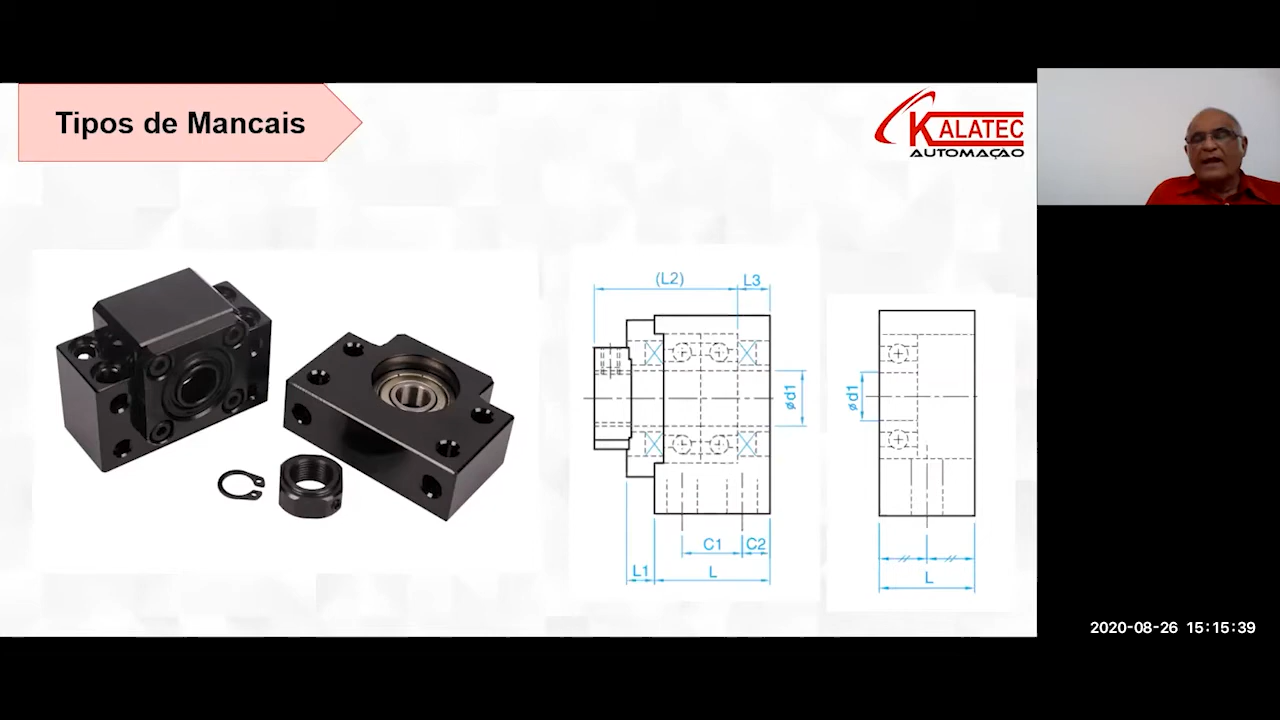 Tipos de Mancais
KALATEC
AUTOMAÇÃO
(L2)
L3
ød1
C1
C2
L1
L
ød1
L
2020-08-26 15:15:39